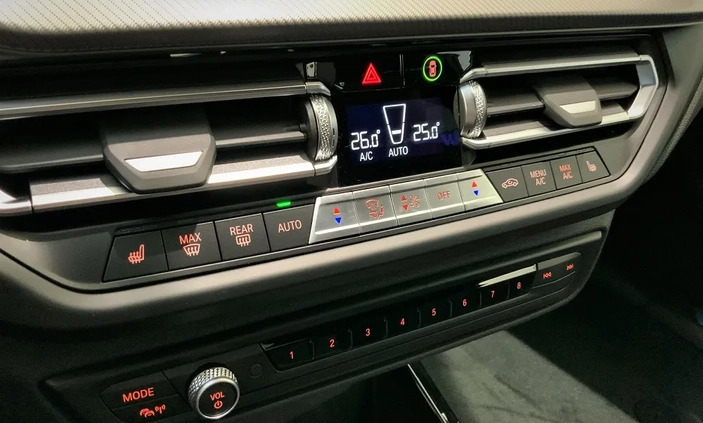 26.0° 25.0°
A/C AUTO
MAX
REAR
AUTO
OFF
MENU
A/C
MAX
A/C
1 2 3 4 5 6 7 8
MODE
VOL